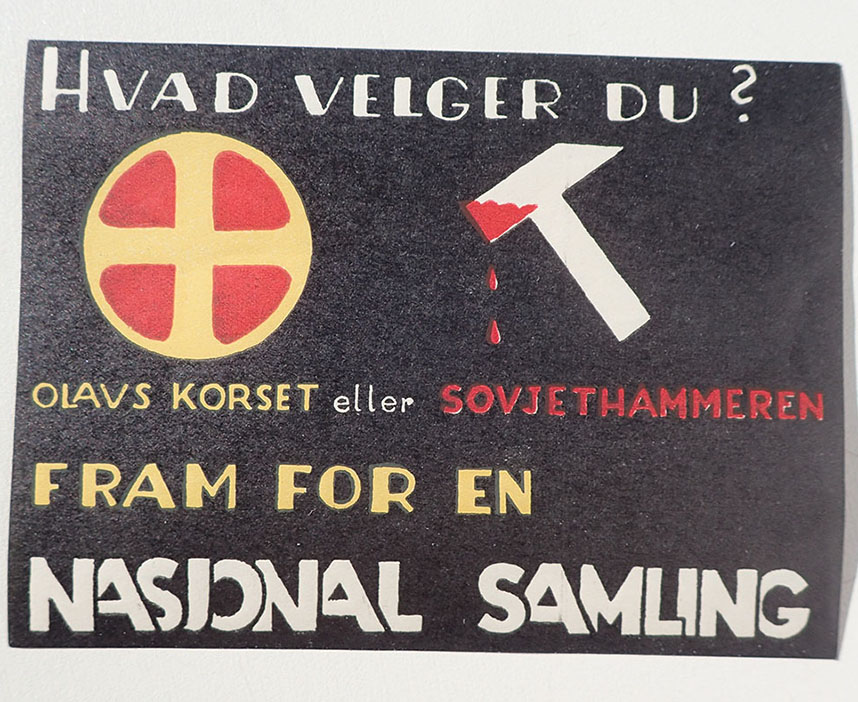 HVAD VELGER DU?
OLAVS KORSET eller SOVJETHAMMEREN
FRAM FOR EN
NASJONAL SAMLING